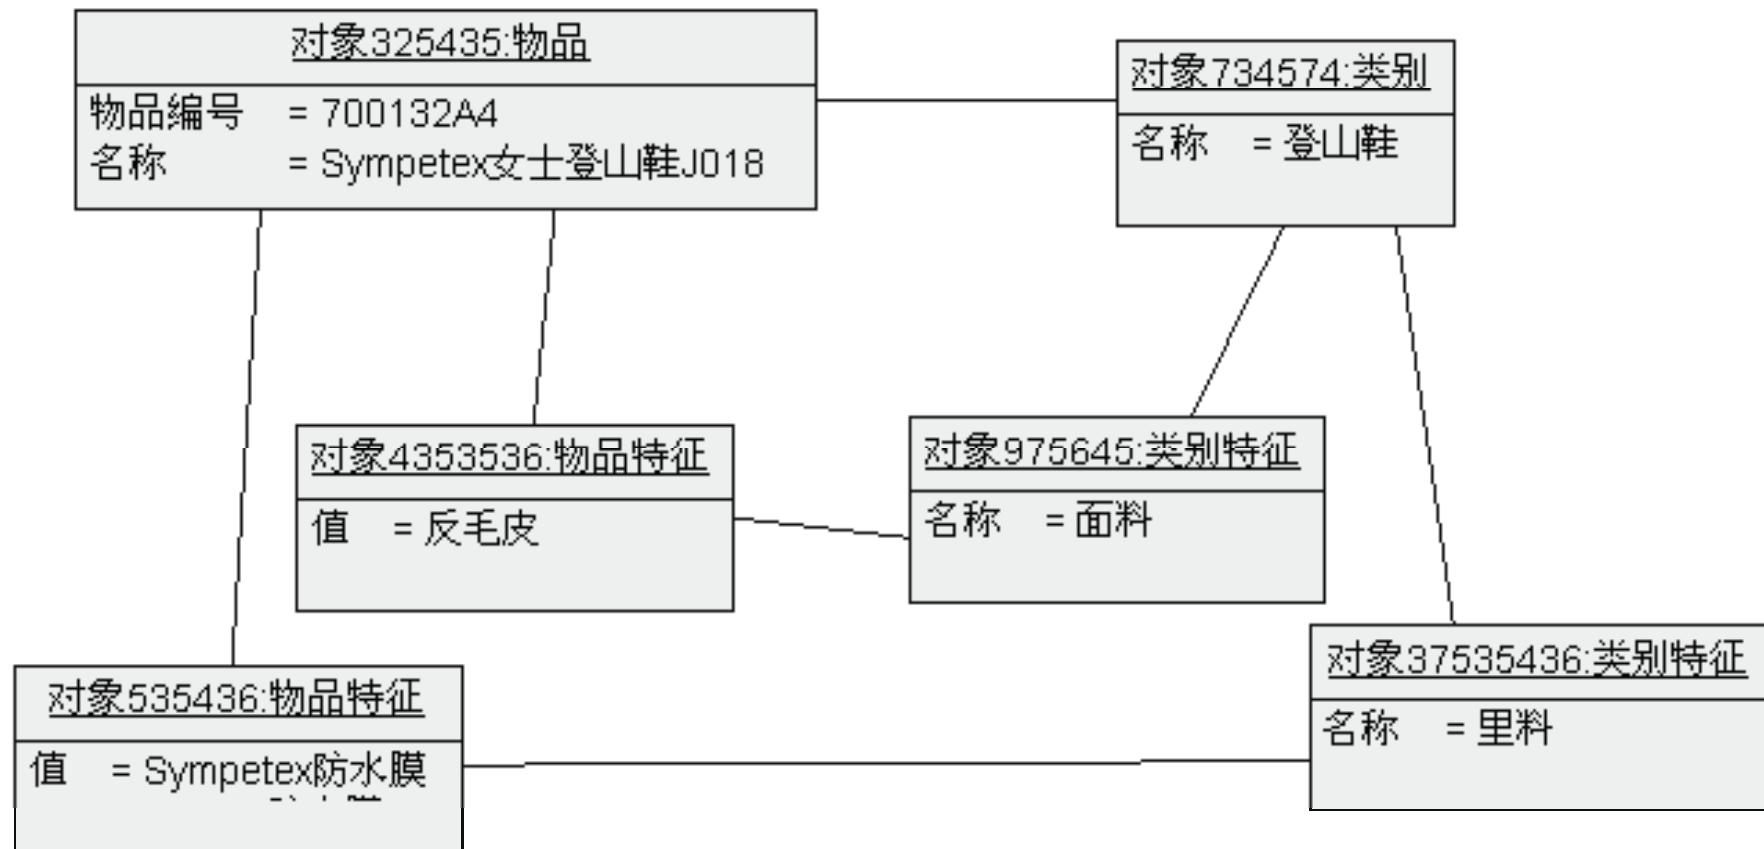 对象325435:物品
物品编号 = 700132A4
名称 = Sympetex女士登山鞋J018
对象734574:类别
名称 = 登山鞋
对象4353536:物品特征
值 = 反毛皮
对象975645:类别特征
名称 = 面料
对象535436:物品特征
值 = Sympetex防水膜
对象37535436:类别特征
名称 = 里料